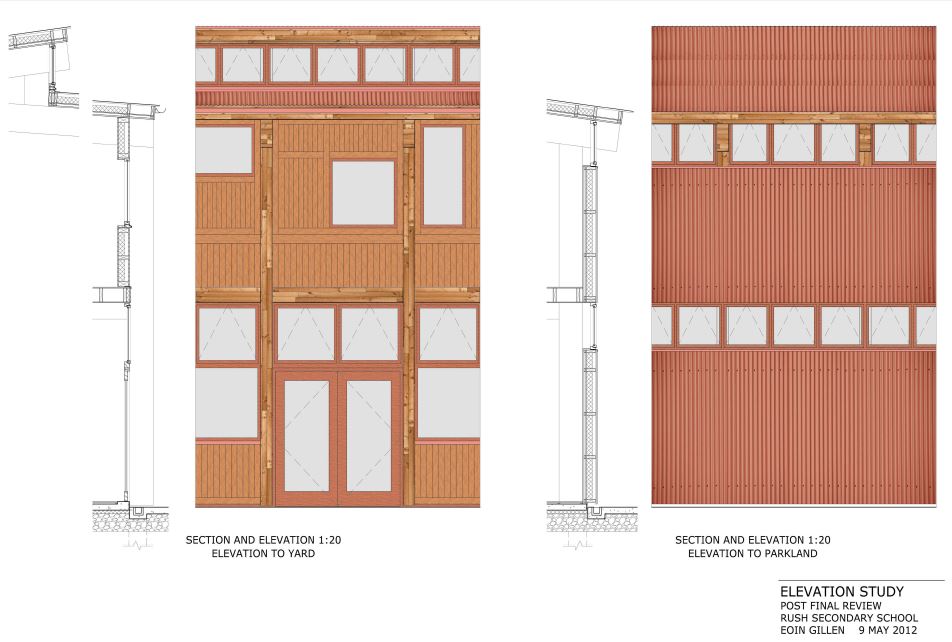 SECTION AND ELEVATION 1:20
ELEVATION TO YARD
SECTION AND ELEVATION 1:20
ELEVATION TO PARKLAND
ELEVATION STUDY
POST FINAL REVIEW
RUSH SECONDARY SCHOOL
EOIN GILLEN 9 MAY 2012